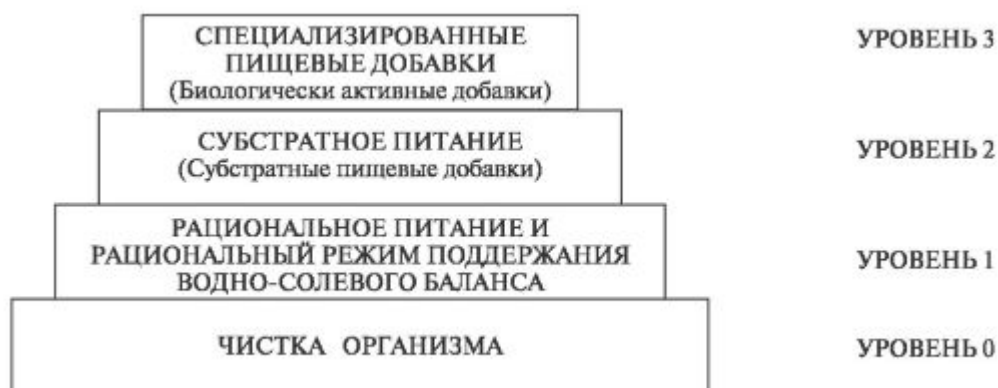 СПЕЦИАЛИЗИРОВАННЫЕ
ПИЩЕВЫЕ ДОБАВКИ
(Биологически активные добавки)
УРОВЕНЬ 3
СУБСТРАТНОЕ ПИТАНИЕ
(Субстратные пищевые добавки)
УРОВЕНЬ 2
РАЦИОНАЛЬНОЕ ПИТАНИЕ И
РАЦИОНАЛЬНЫЙ РЕЖИМ ПОДДЕРЖАНИЯ
ВОДНО-СОЛЕВОГО БАЛАНСА
УРОВЕНЬ 1
ЧИСТКА ОРГАНИЗМА
УРОВЕНЬ 0